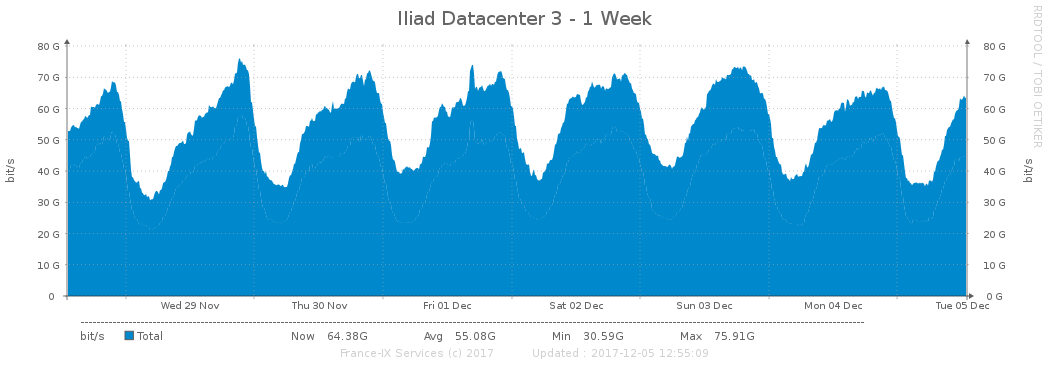 Iliad Datacenter 3 - 1 Week
RRDTOOL / TOBI OETIKER
80 G 80 G
70 G 70 G
60 G 60 G
50 G 50 G
40 G 40 G
30 G 30 G
20 G 20 G
10 G 10 G
0 0 G
bit/s bit/s
Wed 29 Nov Thu 30 Nov Fri 01 Dec Sat 02 Dec Sun 03 Dec Mon 04 Dec Tue 05 Dec
bit/s Total Now 64.38G Avg 55.08G Min 30.59G Max 75.91G
France-IX Services (c) 2017 Updated : 2017-12-05 12:55:09